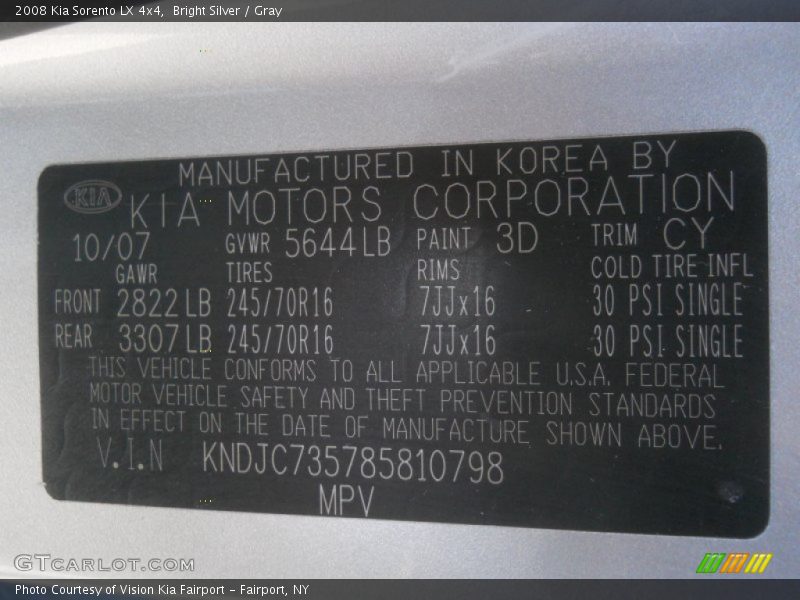 2008 Kia Sorento LX 4x4, Bright Silver / Gray
MANUFACTURED IN KOREA BY
KIA KIA MOTORS CORPORATION
10/07 GVWR 5644LB PAINT 3D TRIM CY
GAWR TIRES RIMS COLD TIRE INFL
FRONT 2822LB 245/70R16 7JJx16 30 PSI SINGLE
REAR 3307LB 245/70R16 7JJx16 30 PSI SINGLE
THIS VEHICLE CONFORMS TO ALL APPLICABLE U.S.A. FEDERAL
MOTOR VEHICLE SAFETY AND THEFT PREVENTION STANDARDS
IN EFFECT ON THE DATE OF MANUFACTURE SHOWN ABOVE.
V.I.N KNDJC735785810798
MPV
GTCARLOT.COM
Photo Courtesy of Vision Kia Fairport - Fairport, NY